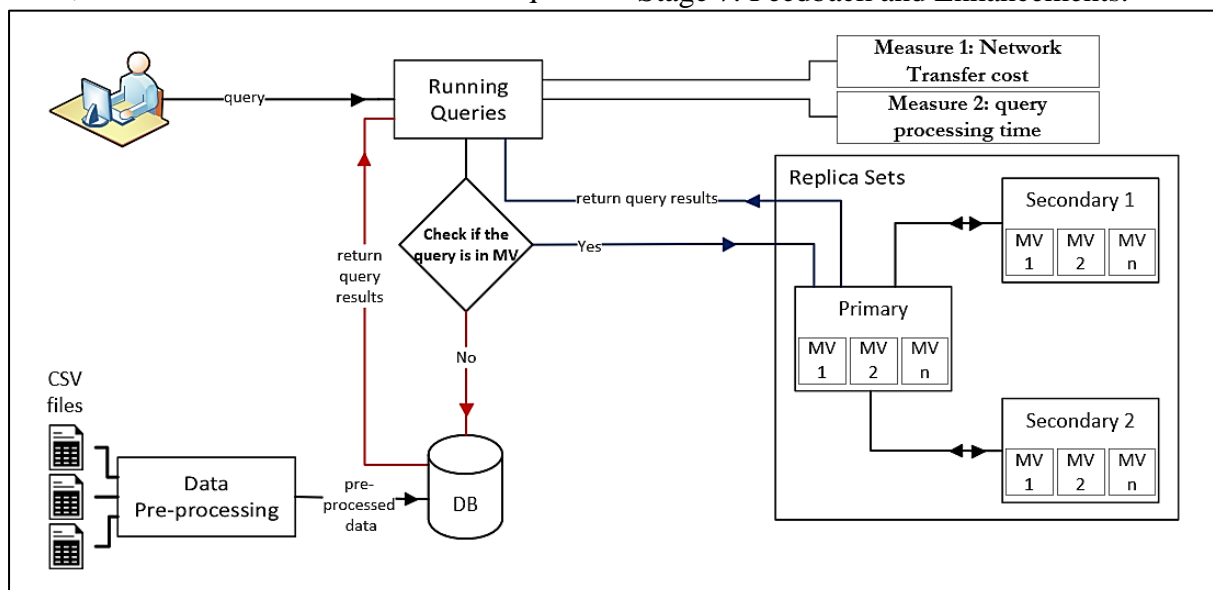 Stage 7: Feedback and Enhancements.
Measure 1: Network
Transfer cost
Measure 2: query
processing time
query
Running
Queries
Replica Sets
return query results
Check if the
query is in MV
Yes
No
return
query
results
Secondary 1
MV
1
MV
2
MV
n
Primary
MV
1
MV
2
MV
n
Secondary 2
MV
1
MV
2
MV
n
CSV
files
Data
Pre-processing
pre-
processed
data
DB